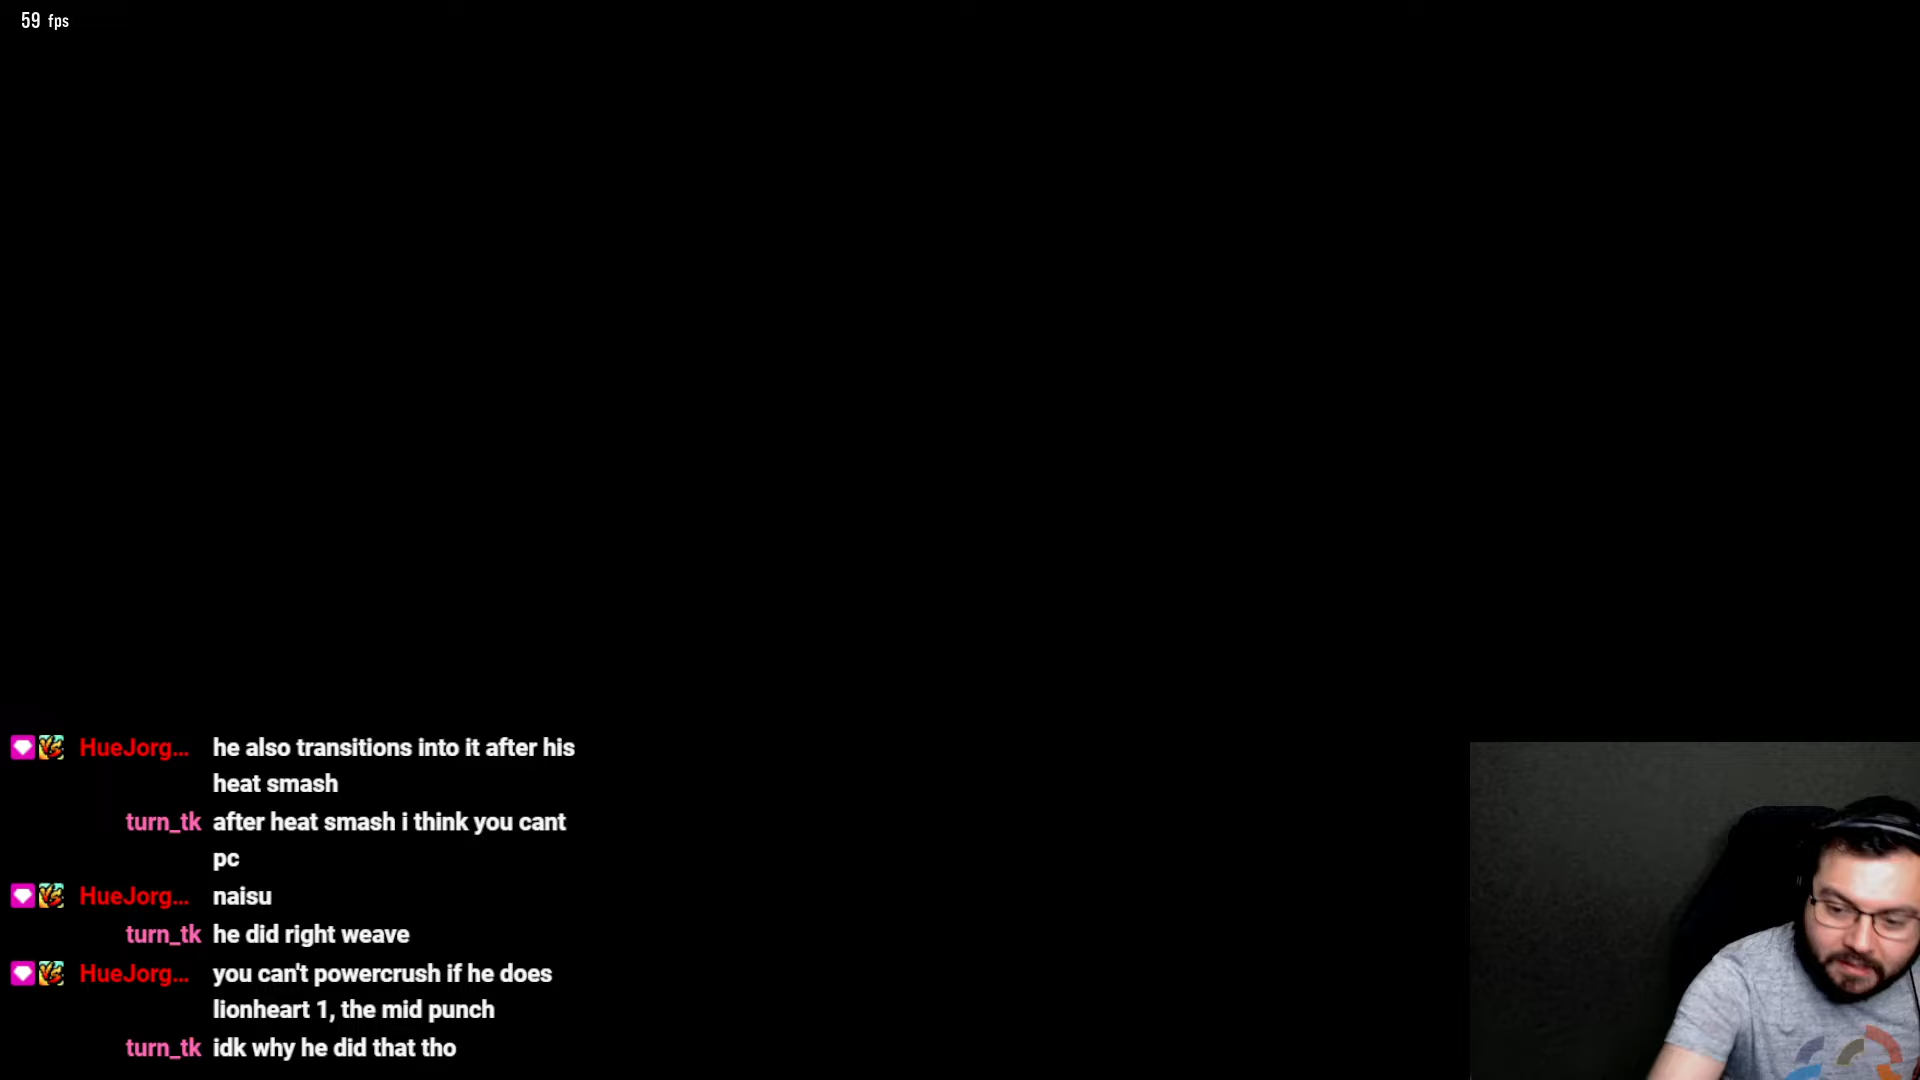 59 fps
HueJorg... he also transitions into it after his
heat smash
turn_tk after heat smash i think you cant
pc
HueJorg... naisu
turn_tk he did right weave
HueJorg... you can't powercrush if he does
lionheart 1, the mid punch
turn_tk idk why he did that tho